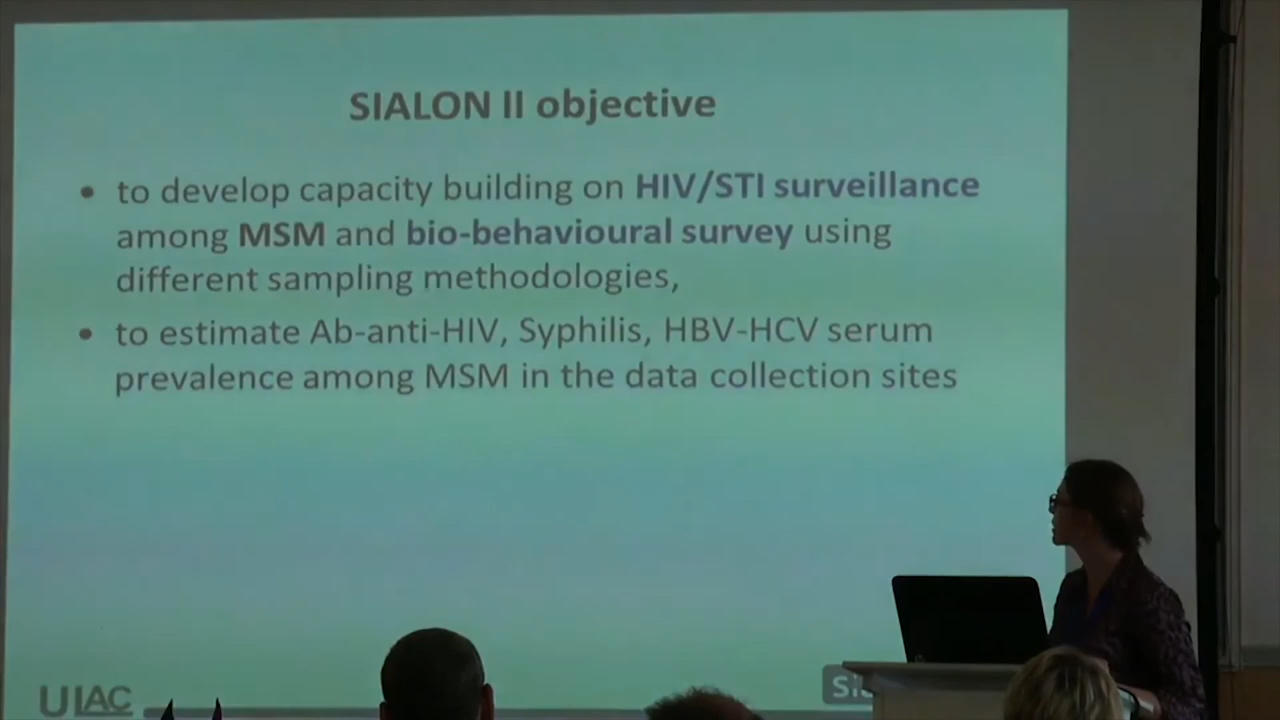 SIALON II objective
• to develop capacity building on HIV/STI surveillance
among MSM and bio-behavioural survey using
different sampling methodologies,
• to estimate Ab-anti-HIV, Syphilis, HBV-HCV serum
prevalence among MSM in the data collection sites